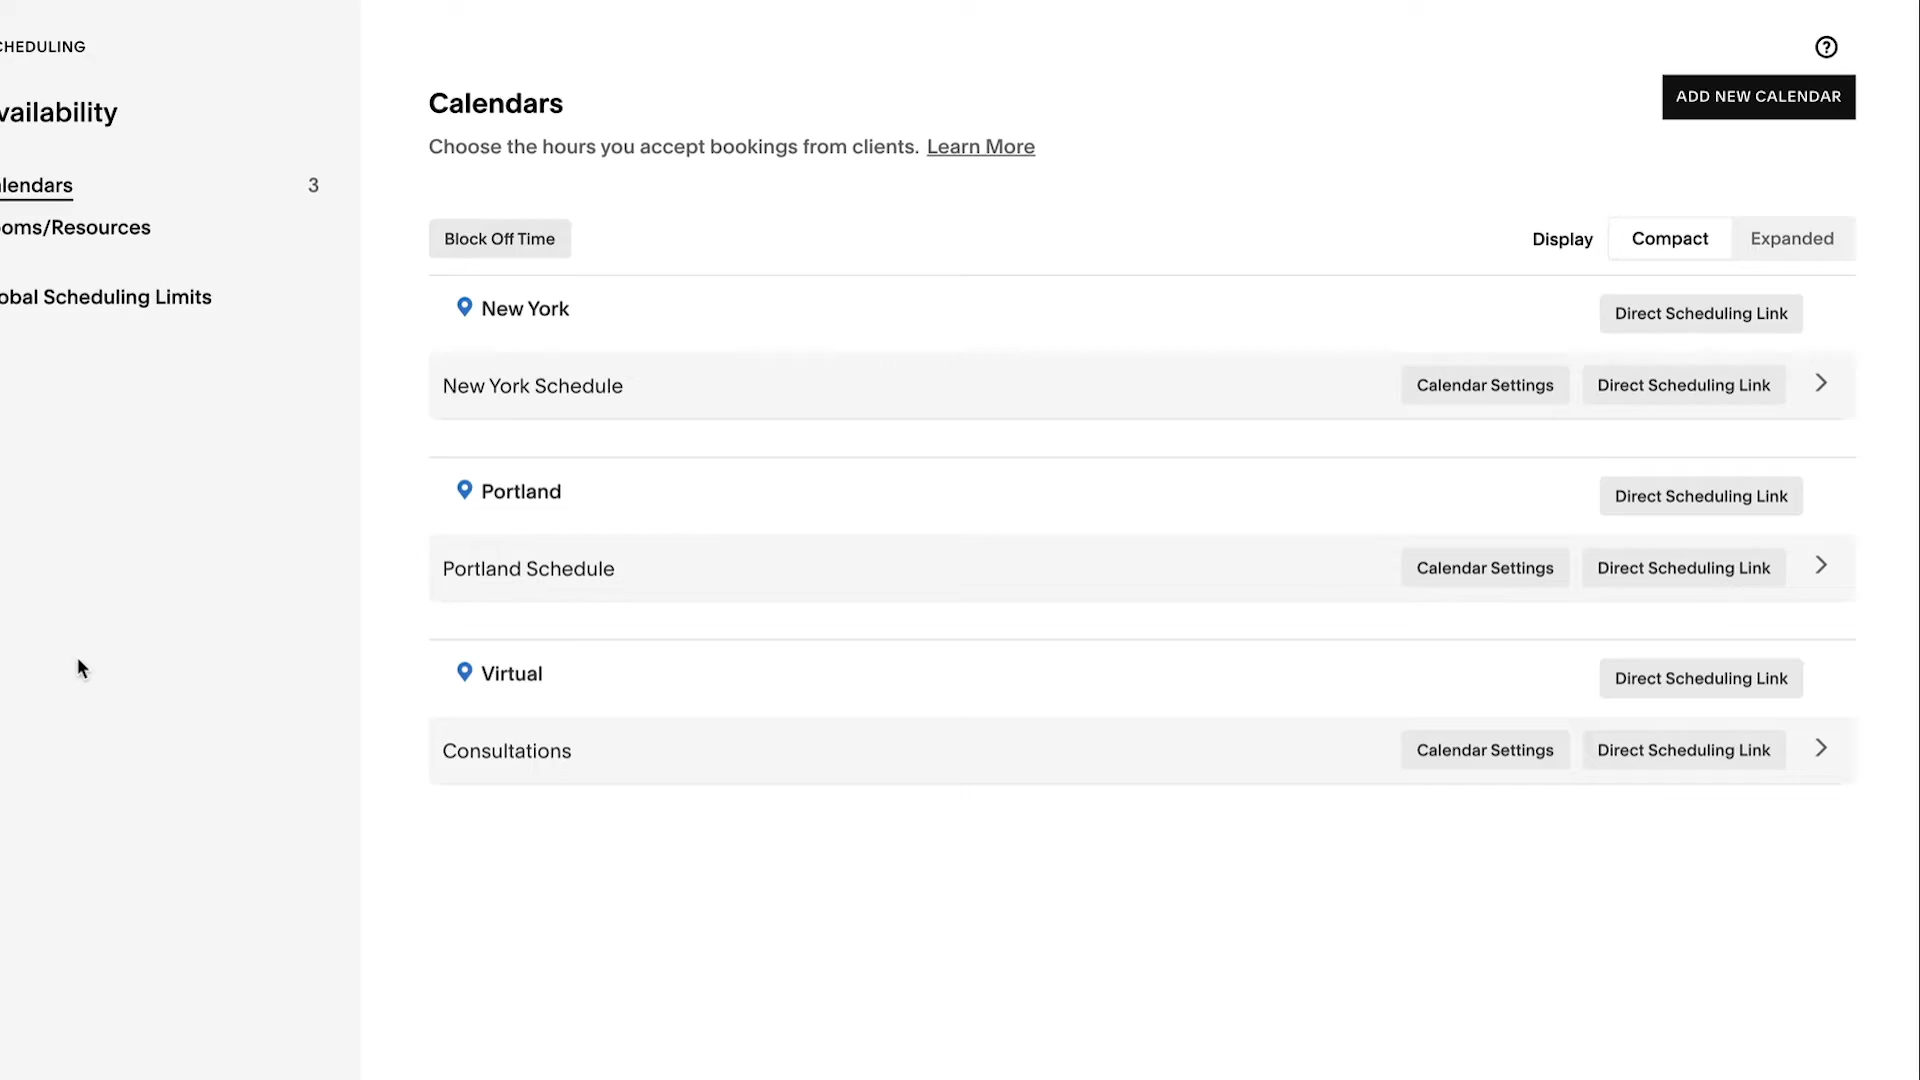 CHEDULING
vailability
lendars 3
oms/Resources
obal Scheduling Limits
Calendars
ADD NEW CALENDAR
Choose the hours you accept bookings from clients. Learn More
Block Off Time
Display Compact Expanded
New York Direct Scheduling Link
New York Schedule Calendar Settings Direct Scheduling Link
Portland Direct Scheduling Link
Portland Schedule Calendar Settings Direct Scheduling Link
Virtual Direct Scheduling Link
Consultations Calendar Settings Direct Scheduling Link